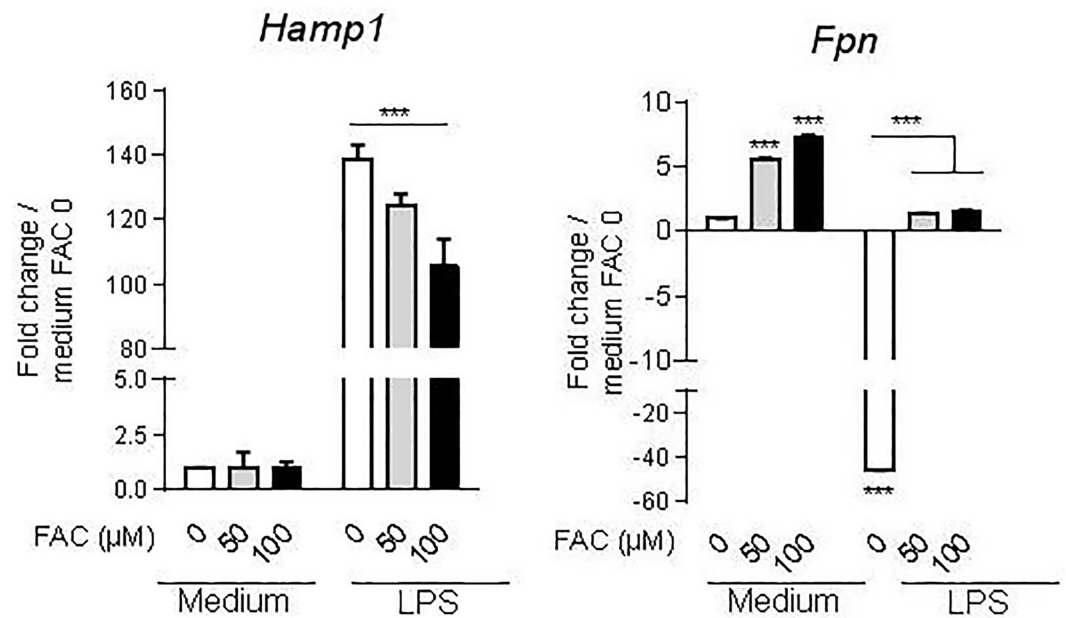 Hamp1
Fold change /
medium FAC 0
160
140
120
100
80
5.0
2.5
0.0
***
FAC (µM)
0
50
100
0
50
100
Medium
LPS
Fpn
Fold change /
medium FAC 0
10
5
0
-5
-10
-20
-40
-60
***
***
***
***
FAC (µM)
0
50
100
0
50
100
Medium
LPS